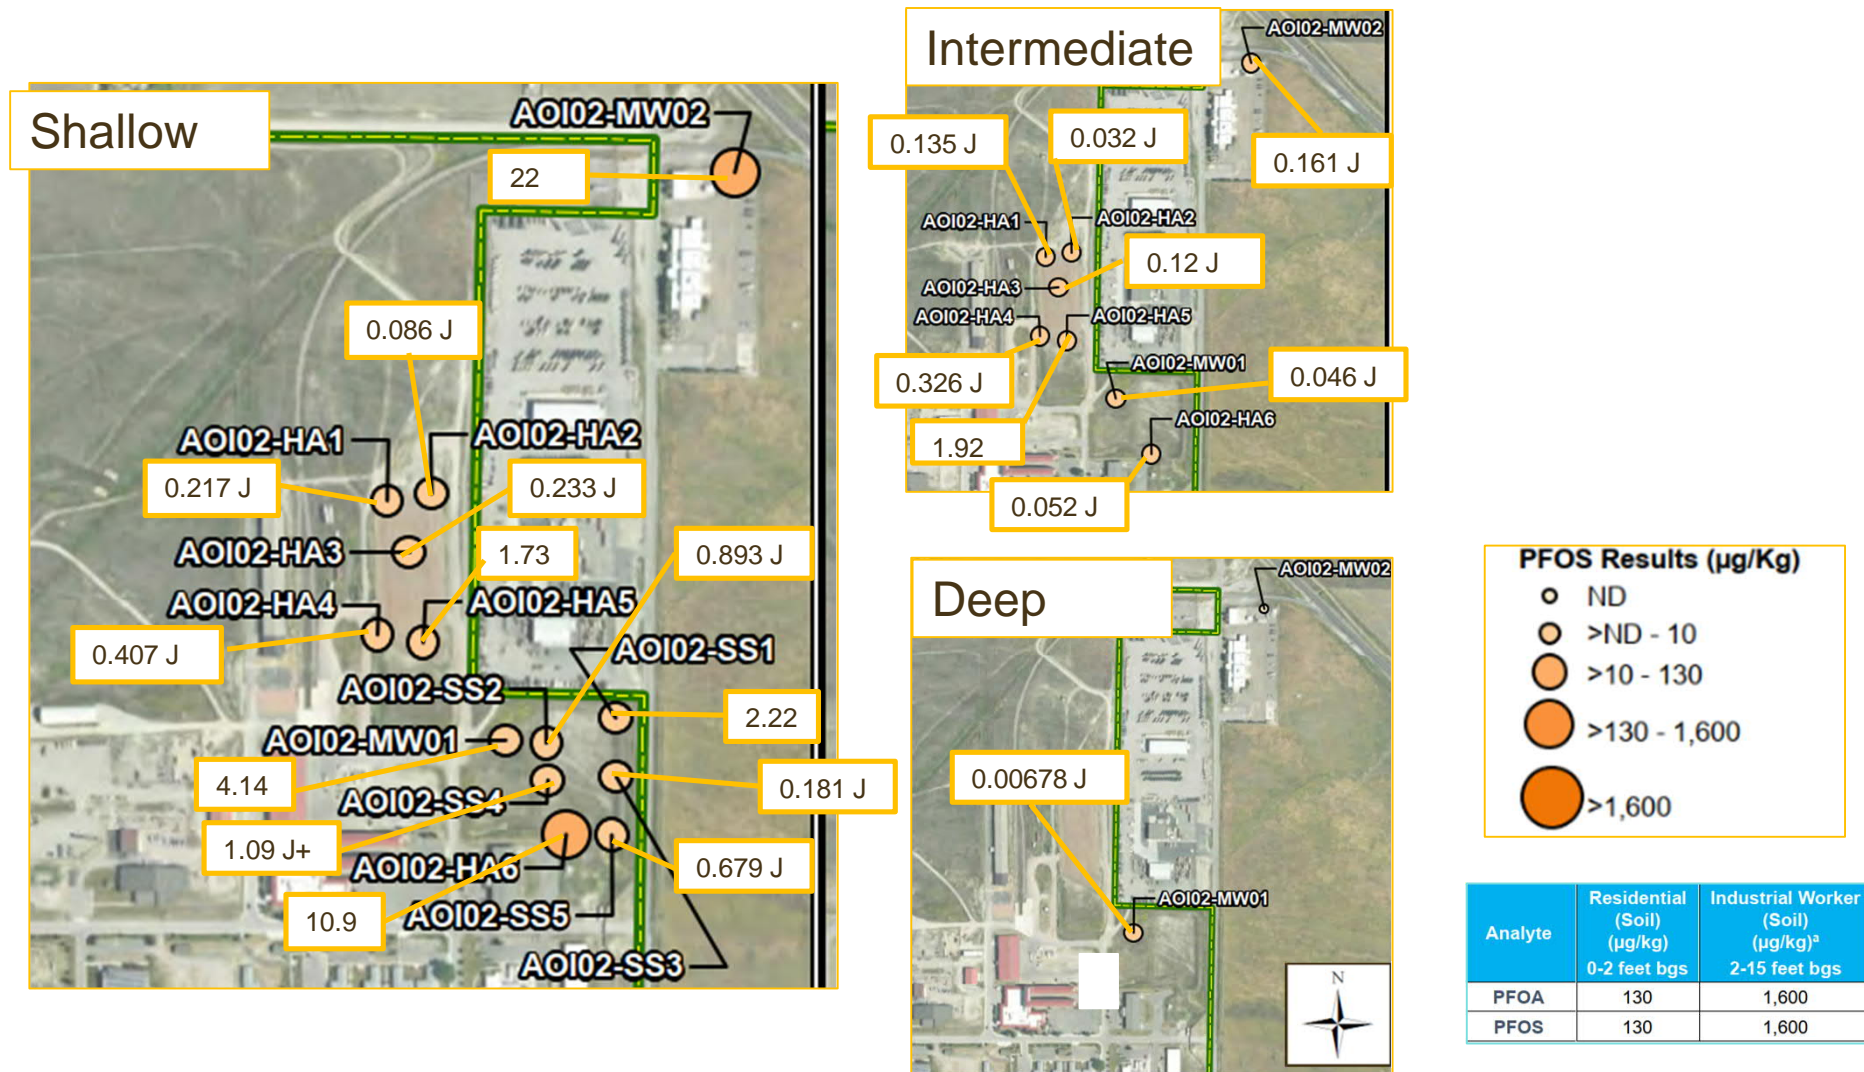 Shallow
AOI02-MW02
22
0.086 J
AOI02-HA1
AOI02-HA2
0.217 J
0.233 J
AOI02-HA3
1.73
0.893 J
AOI02-HA4
AOI02-HA5
0.407 J
AOI02-SS1
AOI02-SS2
2.22
AOI02-MW01
4.14
AOI02-SS4
0.181 J
1.09 J+
AOI02-HA6
0.679 J
10.9
AOI02-SS5
AOI02-SS3
Intermediate
AOI02-MW02
0.135 J
0.032 J
0.161 J
AOI02-HA1
AOI02-HA2
0.12 J
AOI02-HA3
AOI02-HA4
AOI02-HA5
AOI02-MW01
0.326 J
0.046 J
AOI02-HA6
1.92
0.052 J
Deep
AOI02-MW02
0.00678 J
AOI02-MW01
N
PFOS Results (µg/Kg)
ND
>ND - 10
>10 - 130
>130 - 1,600
>1,600
Analyte
Residential
(Soil)
(µg/kg)
0-2 feet bgs
Industrial Worker
(Soil)
(µg/kg)ª
2-15 feet bgs
PFOA 130 1,600
PFOS 130 1,600